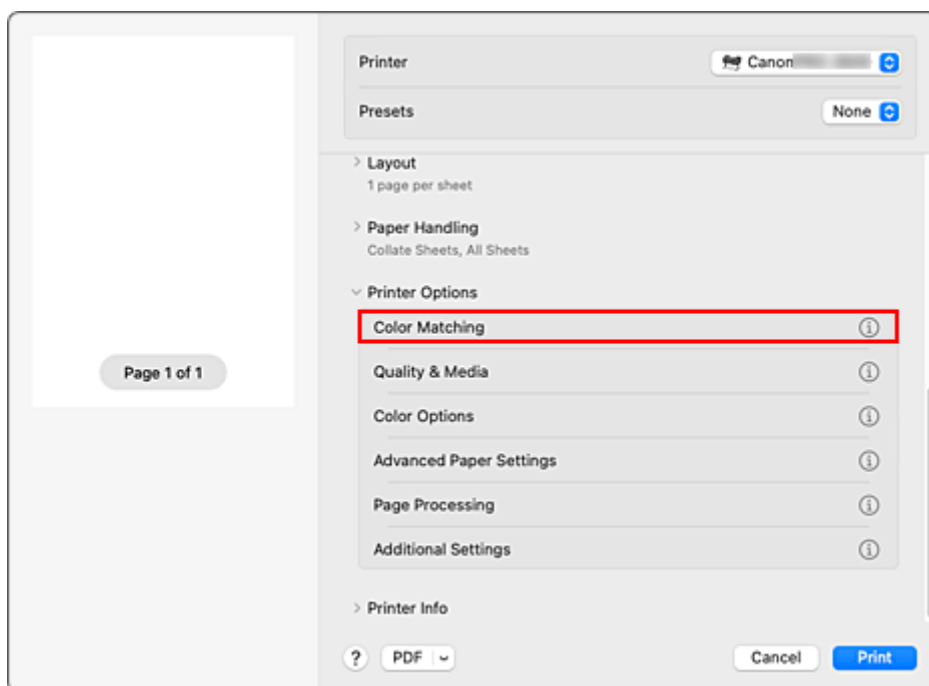 Printer
Canon
Presets
None
Layout
1 page per sheet
Paper Handling
Collate Sheets, All Sheets
Printer Options
Color Matching
Quality & Media
Color Options
Advanced Paper Settings
Page Processing
Additional Settings
Printer Info
Page 1 of 1
?
PDF
Cancel
Print